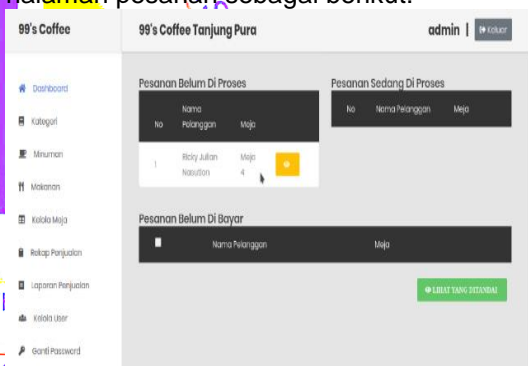 halaman pesanan sebagai berikut:
99's Coffee
99's Coffee Tanjung Pura
admin |
Keluar
Dashboard
Kategori
Minuman
Makanan
Kelola Meja
Rekap Penjualan
Laporan Penjualan
Kelola User
Ganti Password
Pesanan Belum Di Proses
No
Nama Pelanggan
Meja
1
Ricky Julian Nasution
Meja 4
Pesanan Sedang Di Proses
No
Nama Pelanggan
Meja
Pesanan Belum Di Bayar
Nama Pelanggan
Meja
LIHAT YANG DITANDAI